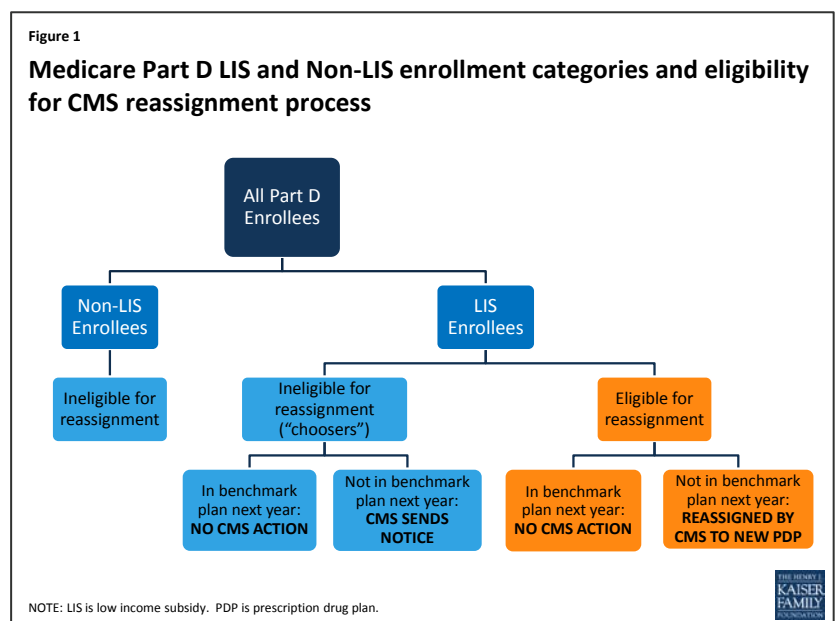 Figure 1
Medicare Part D LIS and Non-LIS enrollment categories and eligibility
for CMS reassignment process
All Part D
Enrollees
Non-LIS
Enrollees
LIS
Enrollees
Ineligible for
reassignment
Ineligible for
reassignment
(“choosers”)
Eligible for
reassignment
In benchmark
plan next year:
NO CMS ACTION
Not in benchmark
plan next year:
CMS SENDS
NOTICE
In benchmark
plan next year:
NO CMS ACTION
Not in benchmark
plan next year:
REASSIGNED BY
CMS TO NEW PDP
NOTE: LIS is low income subsidy.  PDP is prescription drug plan.
THE HENRY J.
KAISER
FAMILY
FOUNDATION